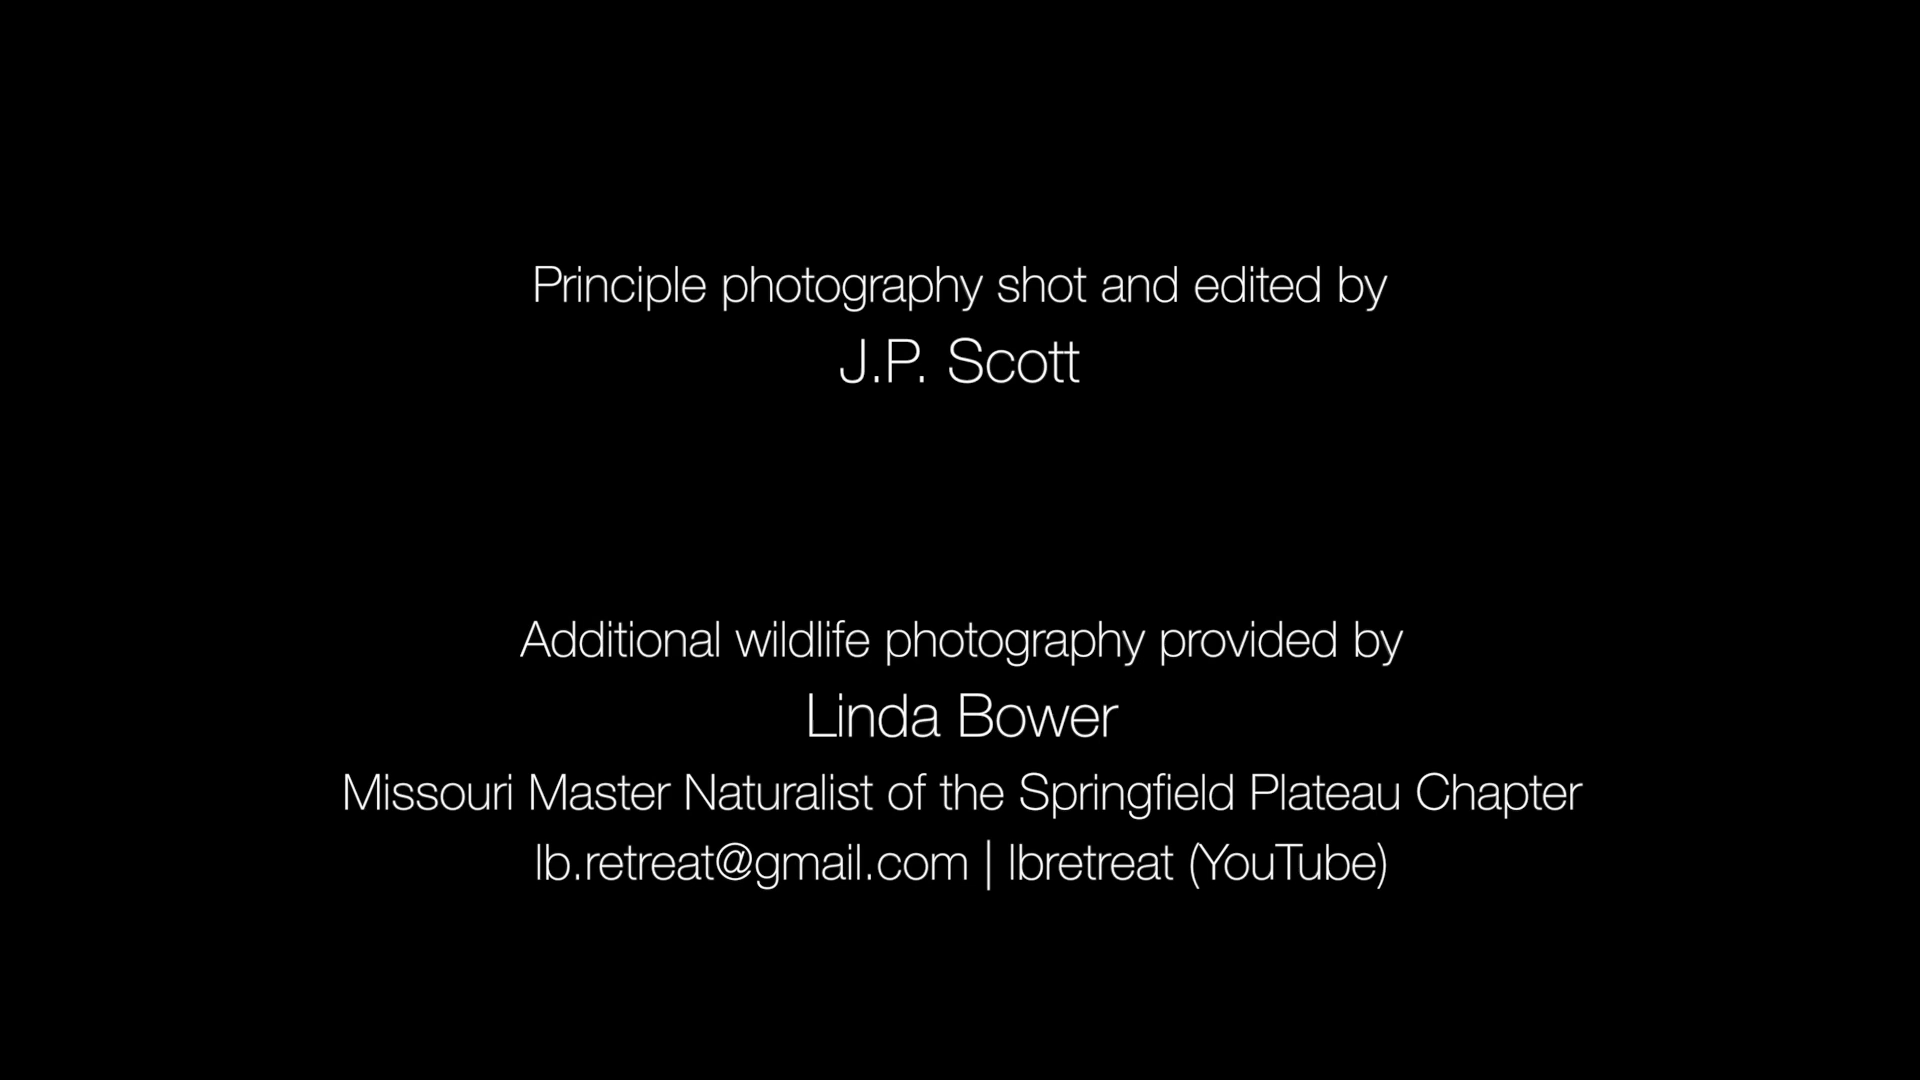 Principle photography shot and edited by
J.P. Scott
Additional wildlife photography provided by
Linda Bower
Missouri Master Naturalist of the Springfield Plateau Chapter
lb.retreat@gmail.com | lbretreat (YouTube)